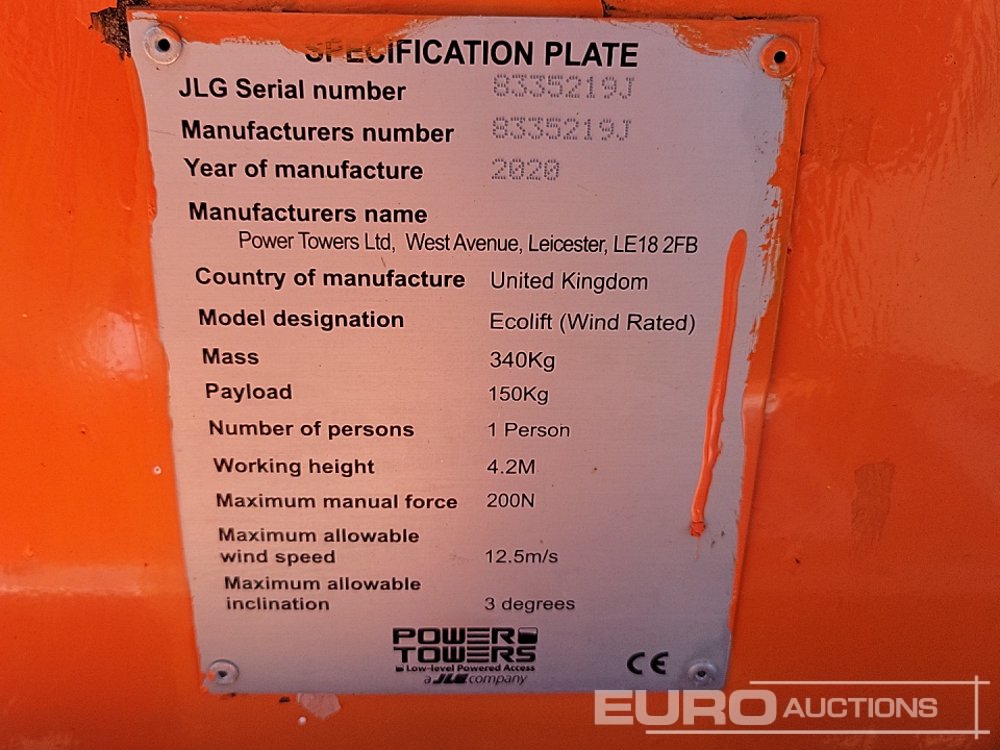 SPECIFICATION PLATE
JLG Serial number 8335219J
Manufacturers number 8335219J
Year of manufacture 2020
Manufacturers name
Power Towers Ltd, West Avenue, Leicester, LE18 2FB
Country of manufacture United Kingdom
Model designation Ecolift (Wind Rated)
Mass 340Kg
Payload 150Kg
Number of persons 1 Person
Working height 4.2M
Maximum manual force 200N
Maximum allowable
wind speed 12.5m/s
Maximum allowable
inclination 3 degrees
POWER
TOWERS
Low-level Powered Access
a JLG company
CE
EURO AUCTIONS